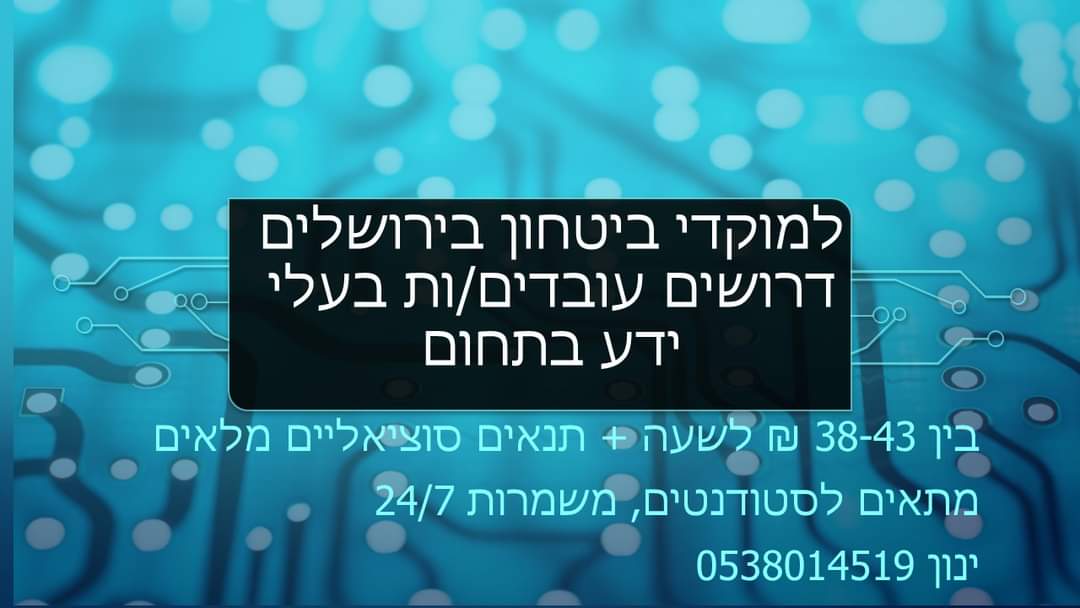 למוקדי ביטחון בירושלים
דרושים עובדים/ות בעלי
ידע בתחום
בין 38-43 ₪ לשעה + תנאים סוציאליים מלאים
מתאים לסטודנטים, משמרות 24/7
ינון 0538014519